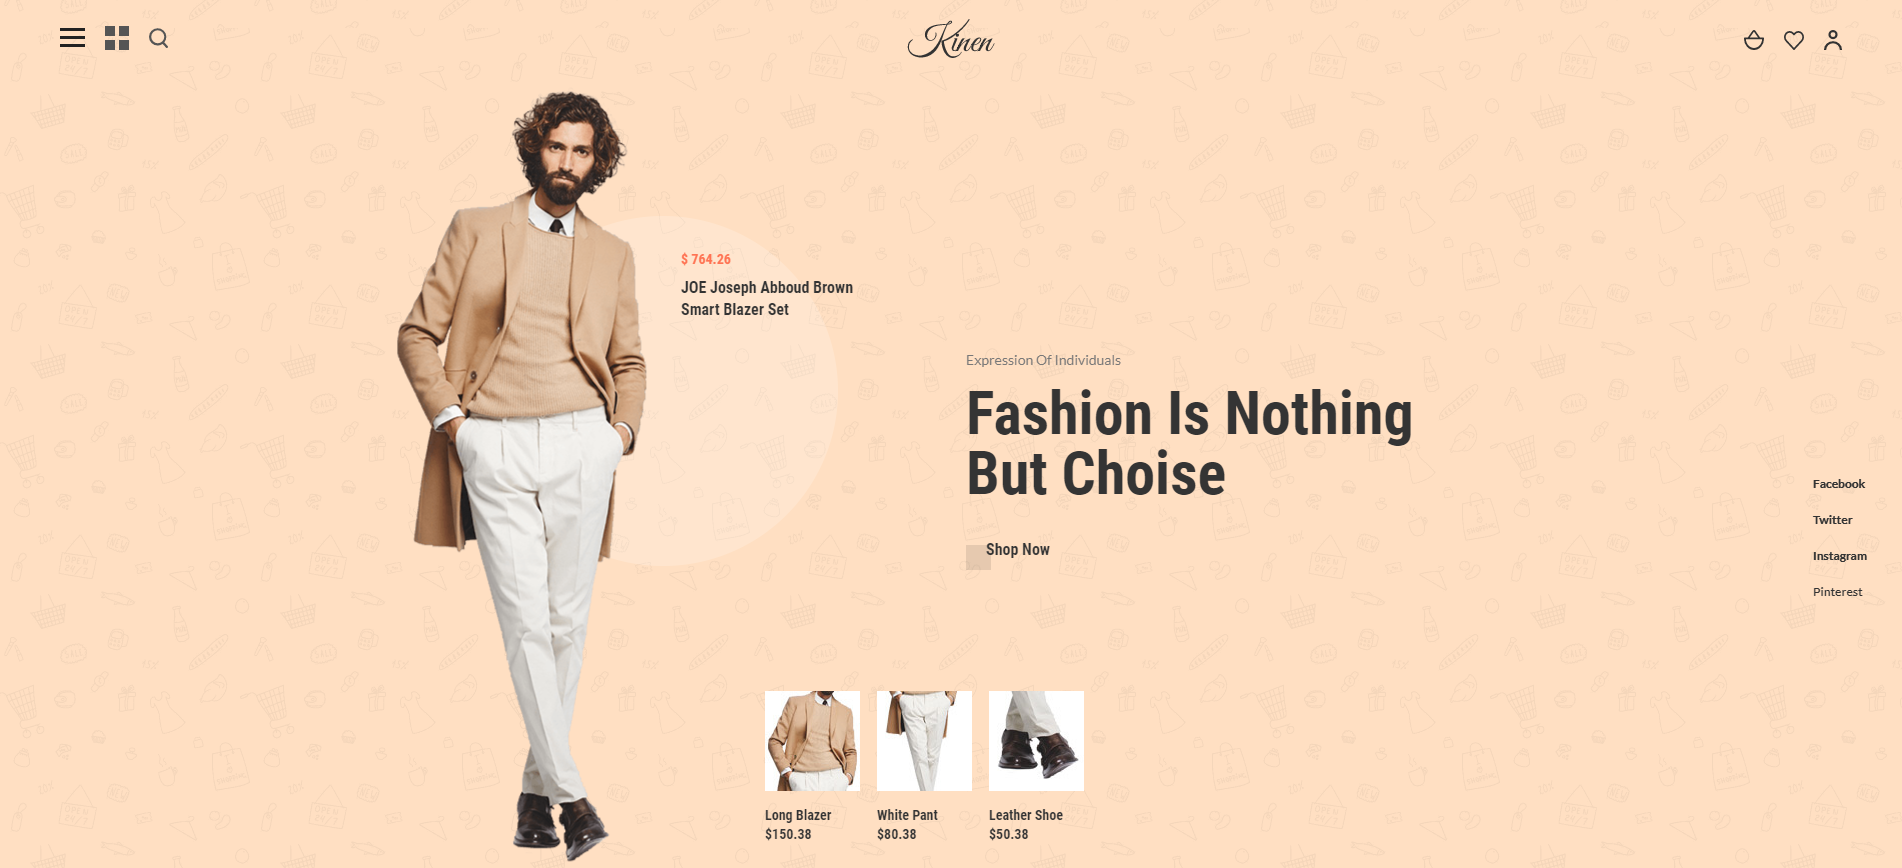 Kinen
$ 764.26
JOE Joseph Abboud Brown
Smart Blazer Set
Expression Of Individuals
Fashion Is Nothing
But Choise
Shop Now
Facebook
Twitter
Instagram
Pinterest
Long Blazer
$150.38
White Pant
$80.38
Leather Shoe
$50.38